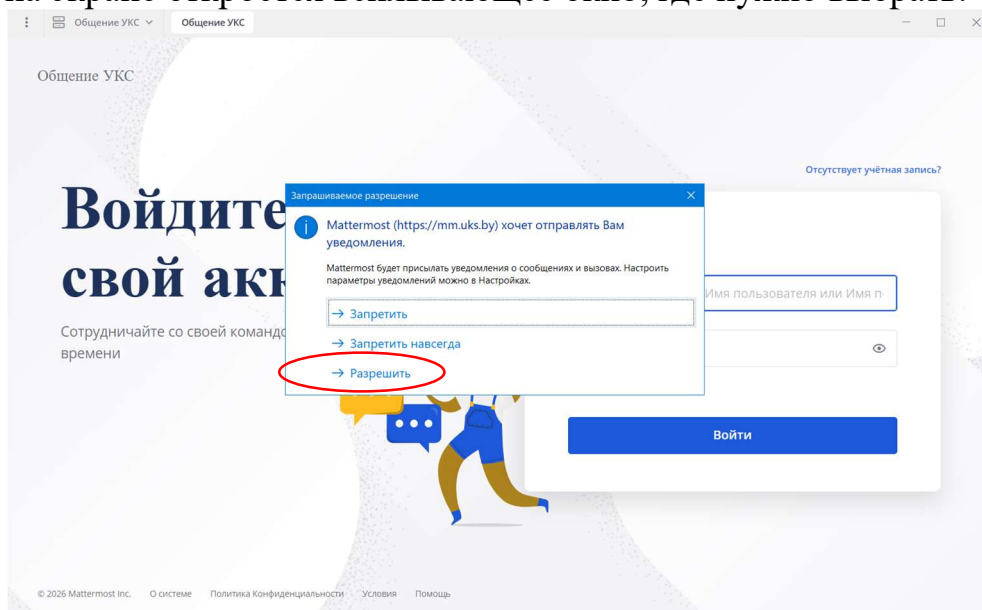 на экране откроется всплывающее окно, где нужно выбрать:
Общение УКС
Общение УКС
Общение УКС
Отсутствует учётная запись?
Войдите
свой акк
Сотрудничайте со своей командо
времени
Запрашиваемое разрешение
Mattermost (https://mm.uks.by) хочет отправлять Вам
уведомления.
Mattermost будет присылать уведомления о сообщениях и вызовах. Настроить
параметры уведомлений можно в Настройках.
→ Запретить
→ Запретить навсегда
→ Разрешить
Имя пользователя или Имя п
Войти
© 2026 Mattermost Inc. О системе Политика Конфиденциальности Условия Помощь